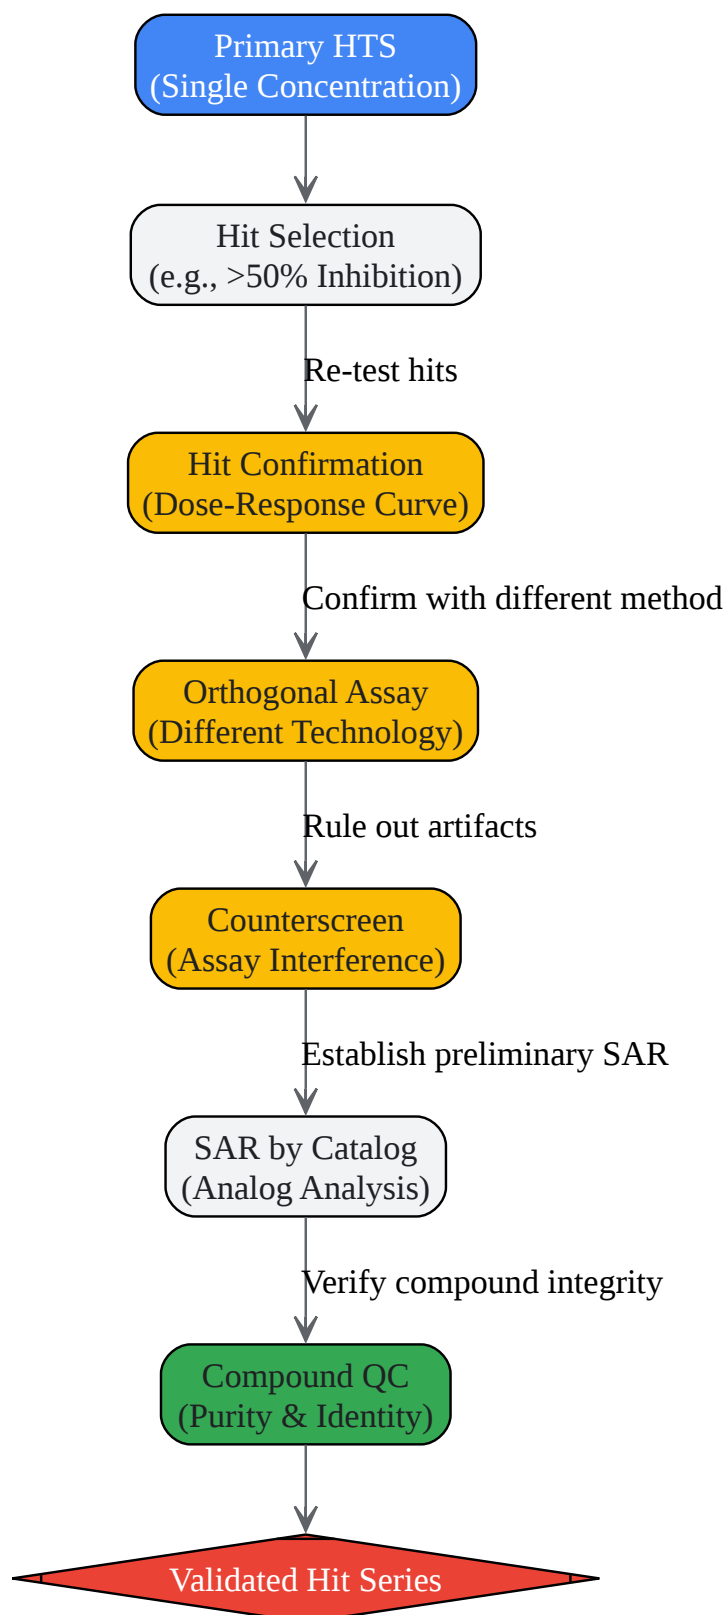 Primary HTS
(Single Concentration)
Hit Selection
(e.g., >50% Inhibition)
Re-test hits
Hit Confirmation
(Dose-Response Curve)
Confirm with different method
Orthogonal Assay
(Different Technology)
Rule out artifacts
Counterscreen
(Assay Interference)
Establish preliminary SAR
SAR by Catalog
(Analog Analysis)
Verify compound integrity
Compound QC
(Purity & Identity)
Validated Hit Series